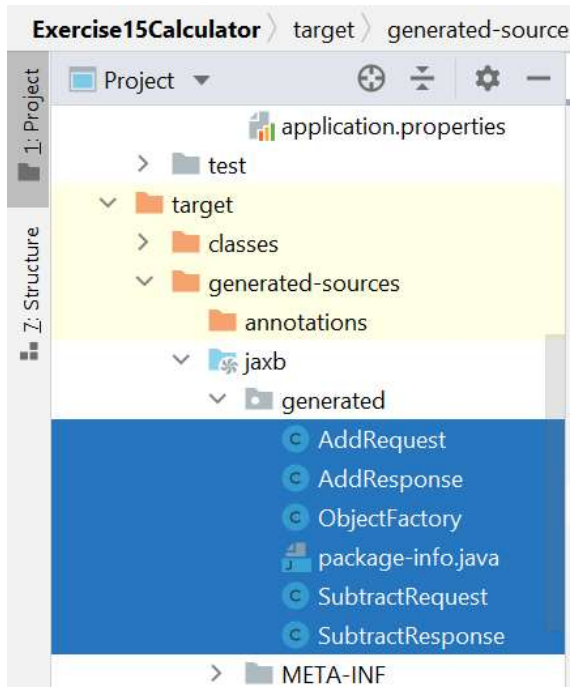 Exercise15Calculator 〉 target 〉 generated-source
1: Project
Project
application.properties
test
target
classes
generated-sources
annotations
jaxb
generated
AddRequest
AddResponse
ObjectFactory
package-info.java
SubtractRequest
SubtractResponse
META-INF
7: Structure